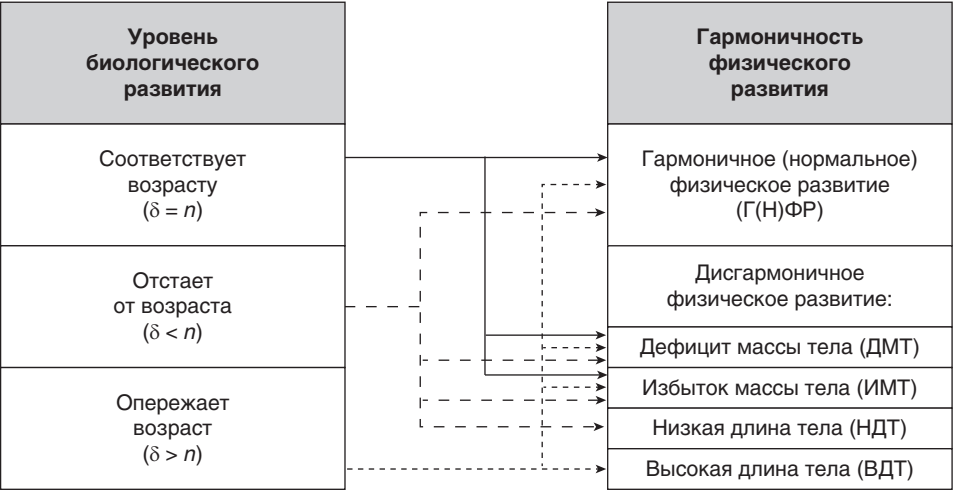 Уровень
биологического
развития
Соответствует
возрасту
(δ = n)
Отстает
от возраста
(δ < n)
Опережает
возраст
(δ > n)
Гармоничность
физического
развития
Гармоничное (нормальное)
физическое развитие
(Г(Н)ФР)
Дисгармоничное
физическое развитие:
Дефицит массы тела (ДМТ)
Избыток массы тела (ИМТ)
Низкая длина тела (НДТ)
Высокая длина тела (ВДТ)